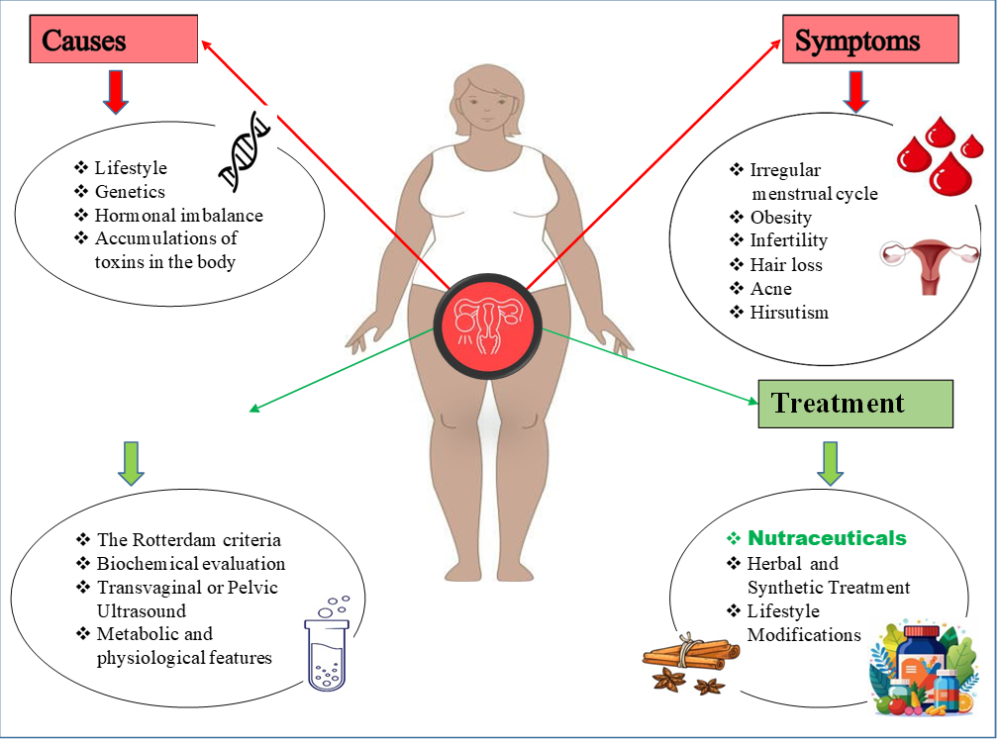 Causes
❖ Lifestyle
❖ Genetics
❖ Hormonal imbalance
❖ Accumulations of
toxins in the body
Symptoms
❖ Irregular
menstrual cycle
❖ Obesity
❖ Infertility
❖ Hair loss
❖ Acne
❖ Hirsutism
❖ The Rotterdam criteria
❖ Biochemical evaluation
❖ Transvaginal or Pelvic
Ultrasound
❖ Metabolic and
physiological features
Treatment
❖ Nutraceuticals
❖ Herbal and
Synthetic Treatment
❖ Lifestyle
Modifications